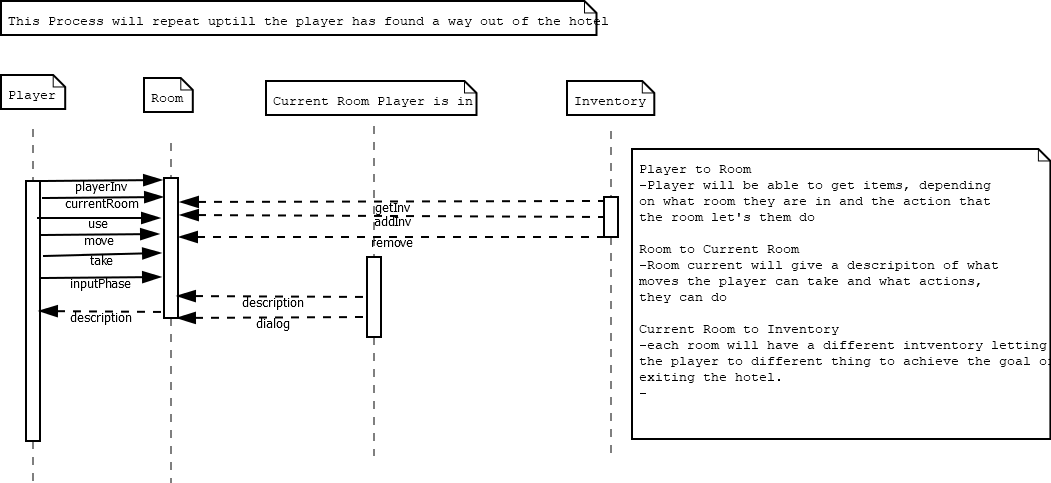 This Process will repeat uptill the player has found a way out of the hotel
Player
Room
Current Room Player is in
Inventory
playerInv
currentRoom
use
move
take
inputPhase
description
getInv
addInv
remove
description
dialog
Player to Room
-Player will be able to get items, depending
on what room they are in and the action that
the room let's them do
Room to Current Room
-Room current will give a descripiton of what
moves the player can take and what actions,
they can do
Current Room to Inventory
-each room will have a different intventory letting
the player to different thing to achieve the goal of
exiting the hotel.
-